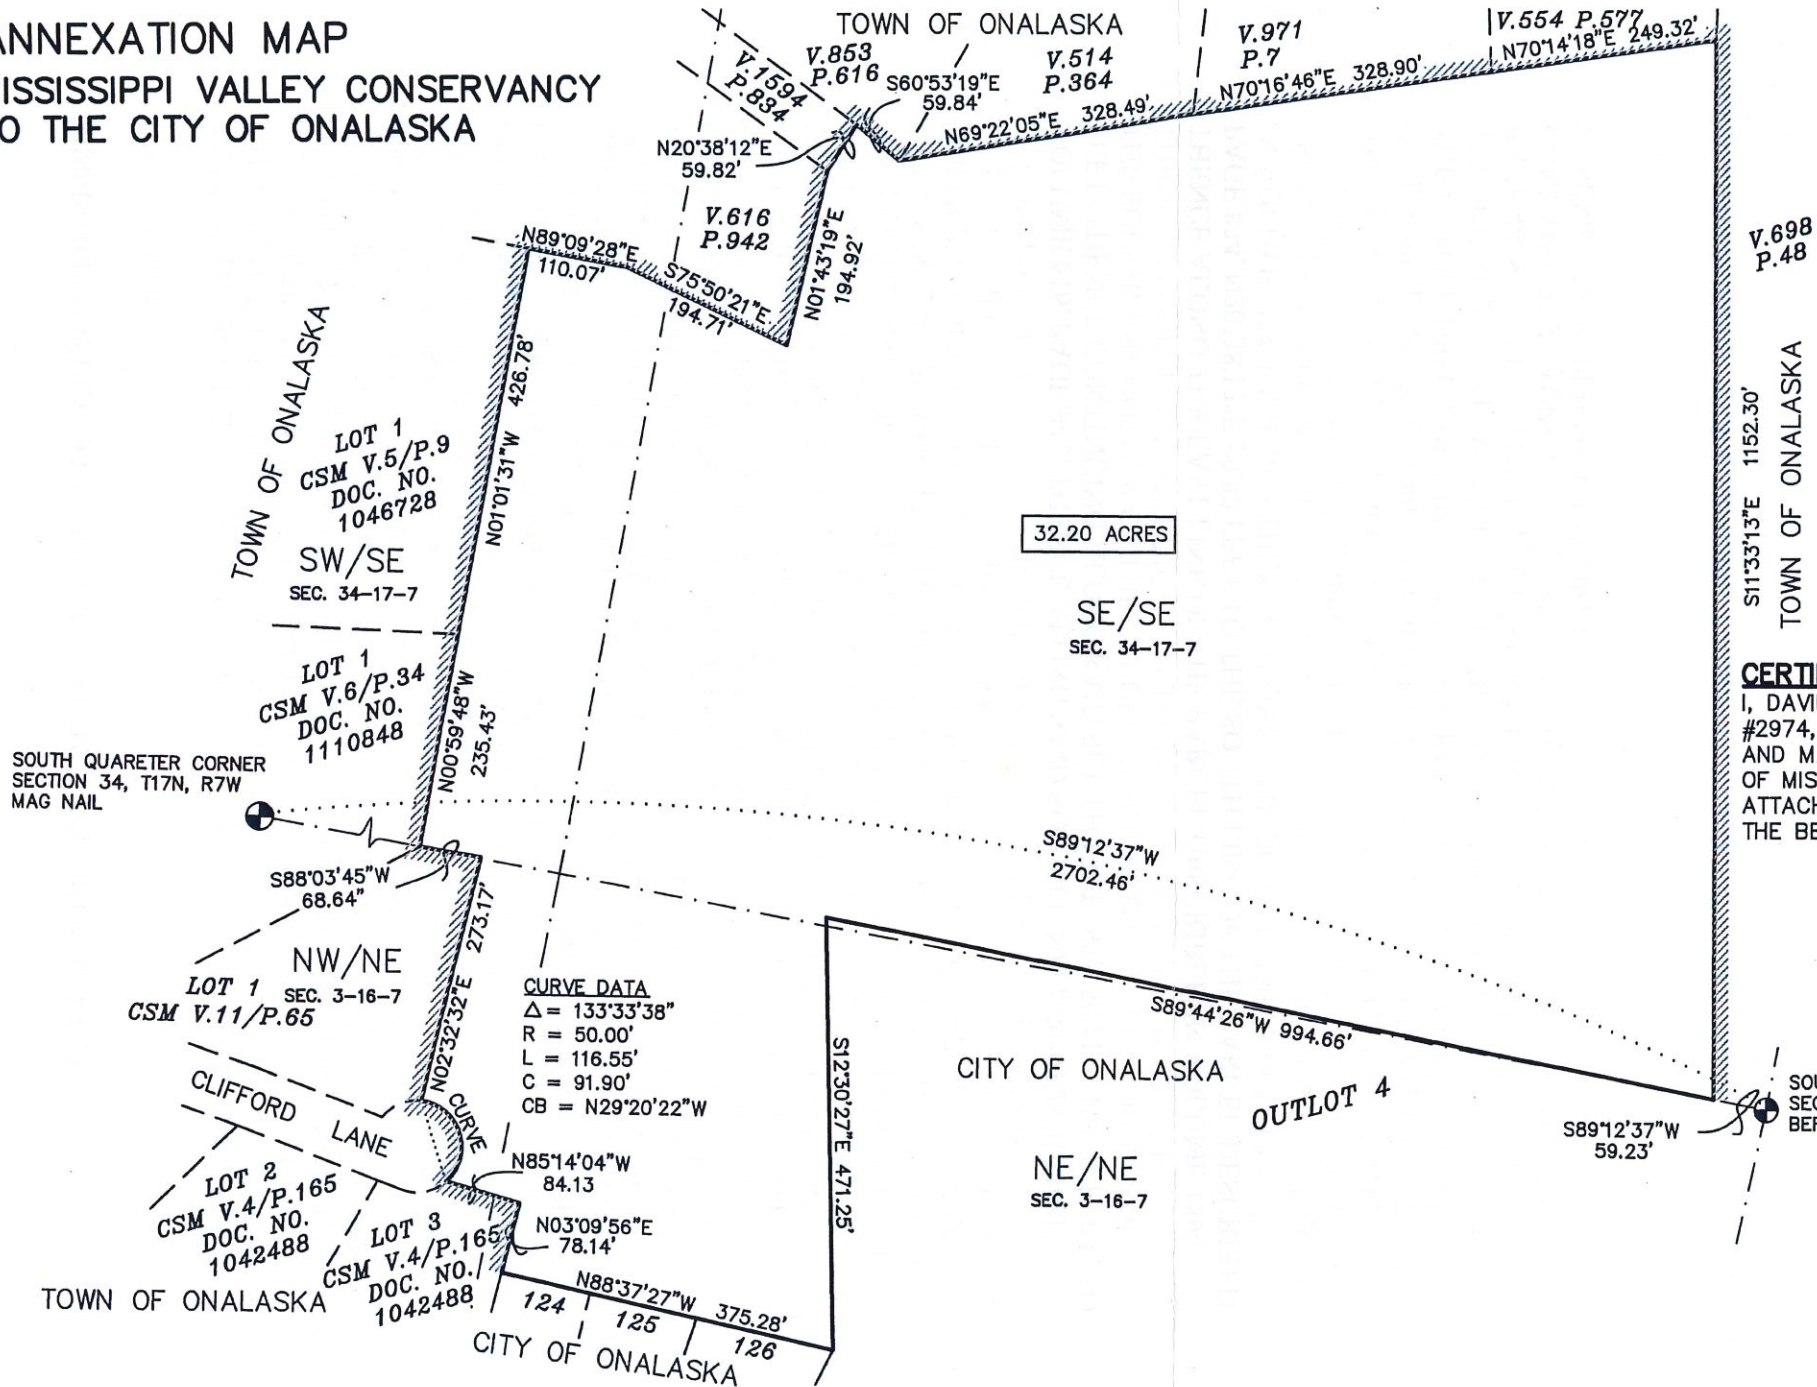 ANNEXATION MAP
ISSISSIPPI VALLEY CONSERVANCY
O THE CITY OF ONALASKA
TOWN OF ONALASKA
V.1594
P.834
V.853
P.616
S60°53'19"E
59.84'
V.514
P.364
V.971
P.7
V.554 P.577
N70°14'18"E 249.32'
N70°16'46"E 328.90'
N69°22'05"E 328.49'
N20°38'12"E
59.82'
V.616
P.942
N01°43'19"E
194.92'
N89°09'28"E
110.07'
S75°50'21"E
194.71'
V.698
P.48
TOWN OF ONALASKA
LOT 1
CSM V.5/P.9
DOC. NO.
1046728
N01°01'31"W 426.78'
SW/SE
SEC. 34-17-7
32.20 ACRES
SE/SE
SEC. 34-17-7
S11°33'13"E 1152.30'
TOWN OF ONALASKA
LOT 1
CSM V.6/P.34
DOC. NO.
1110848
N00°59'48"W
235.43'
CERTI
I, DAVI
#2974,
AND M
OF MIS
ATTACH
THE BE
SOUTH QUARETER CORNER
SECTION 34, T17N, R7W
MAG NAIL
S89°12'37"W
2702.46'
S88°03'45"W
68.64"
NW/NE
SEC. 3-16-7
LOT 1
CSM V.11/P.65
N02°32'32"E 273.17'
CURVE DATA
Δ = 133°33'38"
R = 50.00'
L = 116.55'
C = 91.90'
CB = N29°20'22"W
S89°44'26"W 994.66'
CITY OF ONALASKA
OUTLOT 4
S12°30'27"E 471.25'
CLIFFORD LANE
CURVE
SOU
SEC
BER
S89°12'37"W
59.23'
NE/NE
SEC. 3-16-7
N85°14'04"W
84.13
LOT 2
CSM V.4/P.165
DOC. NO.
1042488
LOT 3
CSM V.4/P.165
DOC. NO.
1042488
N03°09'56"E
78.14'
TOWN OF ONALASKA
N88°37'27"W 375.28'
124
125
126
CITY OF ONALASKA